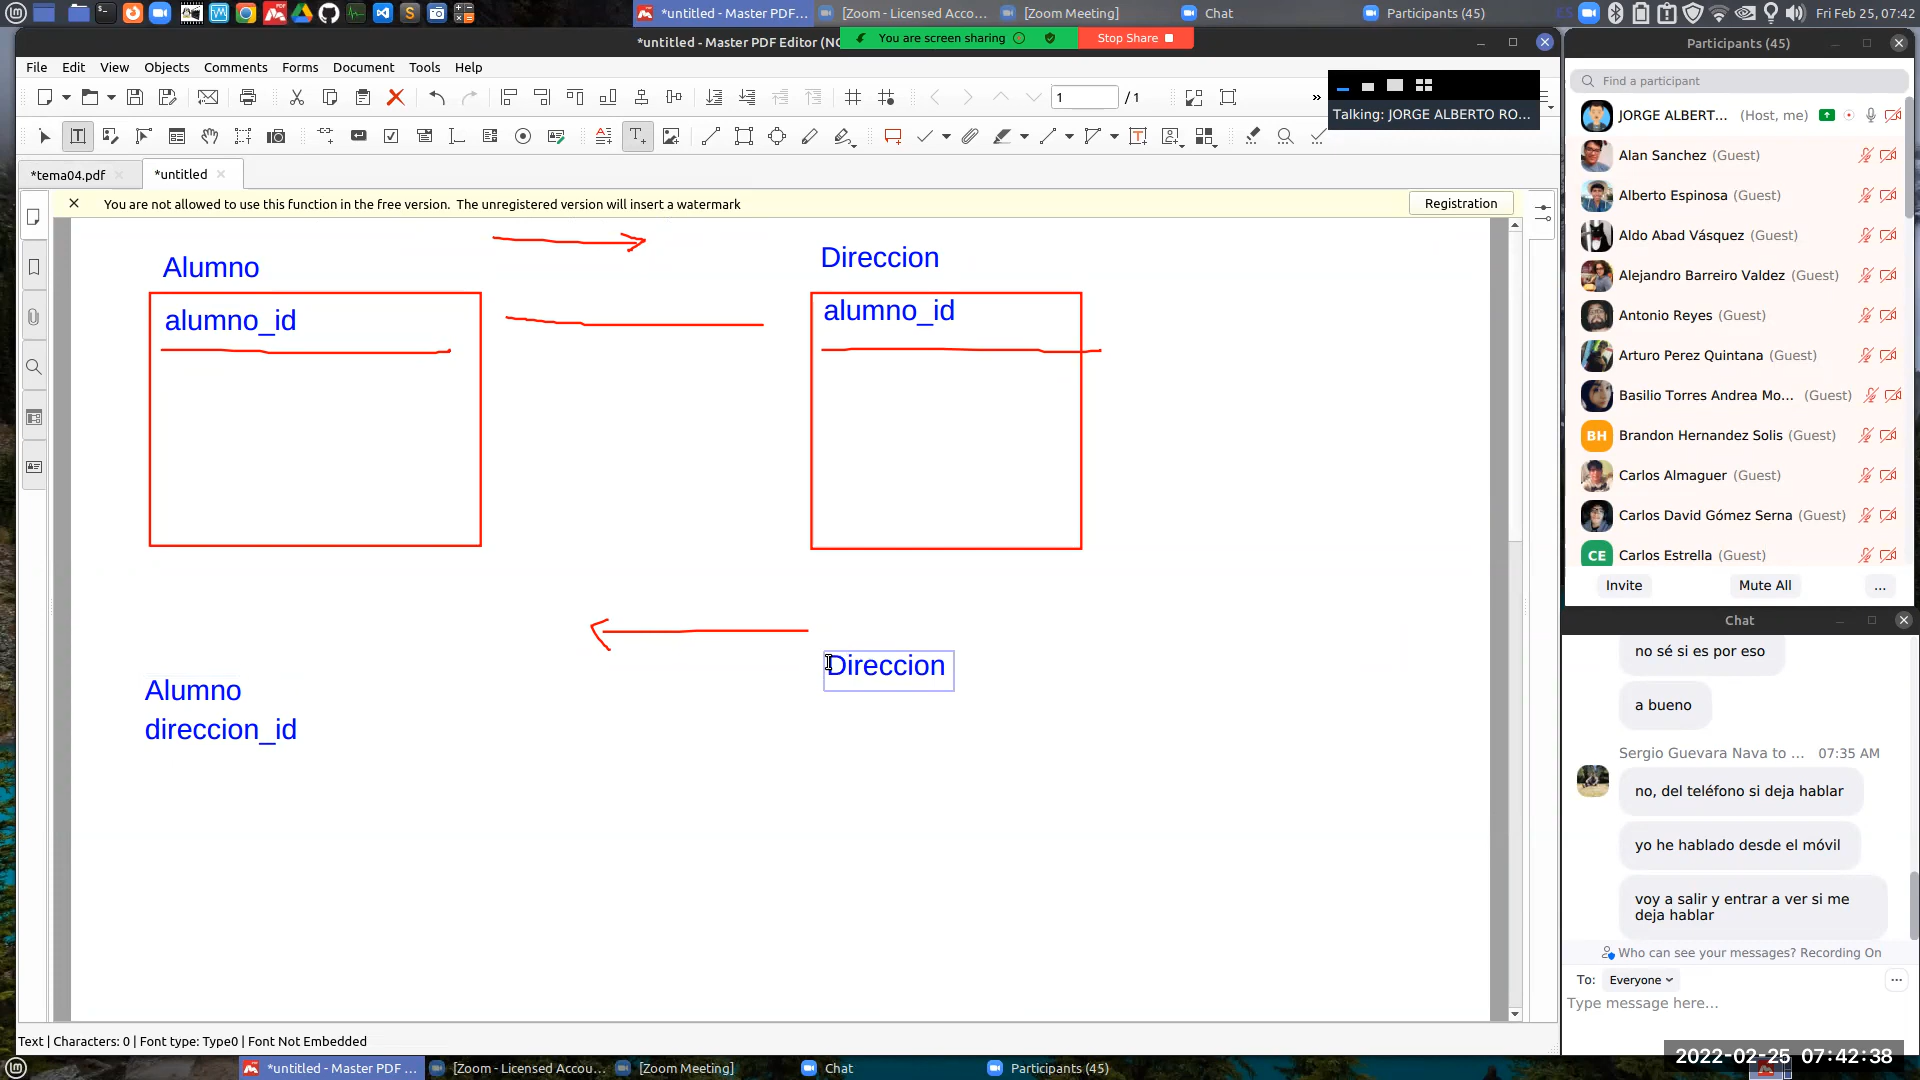 *untitled - Master PDF...
[Zoom - Licensed Acco...
[Zoom Meeting]
Chat
Participants (45)
ES
Fri Feb 25, 07:42
*untitled - Master PDF Editor (NO
You are screen sharing
Stop Share
Participants (45)
File Edit View Objects Comments Forms Document Tools Help
1 / 1
»
Talking: JORGE ALBERTO RO...
*tema04.pdf
*untitled
You are not allowed to use this function in the free version. The unregistered version will insert a watermark
Registration
Alumno
Direccion
alumno_id
alumno_id
Direccion
Alumno
direccion_id
Find a participant
JORGE ALBERT... (Host, me)
Alan Sanchez (Guest)
Alberto Espinosa (Guest)
Aldo Abad Vásquez (Guest)
Alejandro Barreiro Valdez (Guest)
Antonio Reyes (Guest)
Arturo Perez Quintana (Guest)
Basilio Torres Andrea Mo... (Guest)
BH Brandon Hernandez Solis (Guest)
Carlos Almaguer (Guest)
Carlos David Gómez Serna (Guest)
CE Carlos Estrella (Guest)
Invite
Mute All
...
Chat
no sé si es por eso
a bueno
Sergio Guevara Nava to ... 07:35 AM
no, del teléfono si deja hablar
yo he hablado desde el móvil
voy a salir y entrar a ver si me
deja hablar
Who can see your messages? Recording On
To: Everyone
Type message here...
Text | Characters: 0 | Font type: Type0 | Font Not Embedded
*untitled - Master PDF ...
[Zoom - Licensed Accou...
[Zoom Meeting]
Chat
Participants (45)
2022-02-25 07:42:38